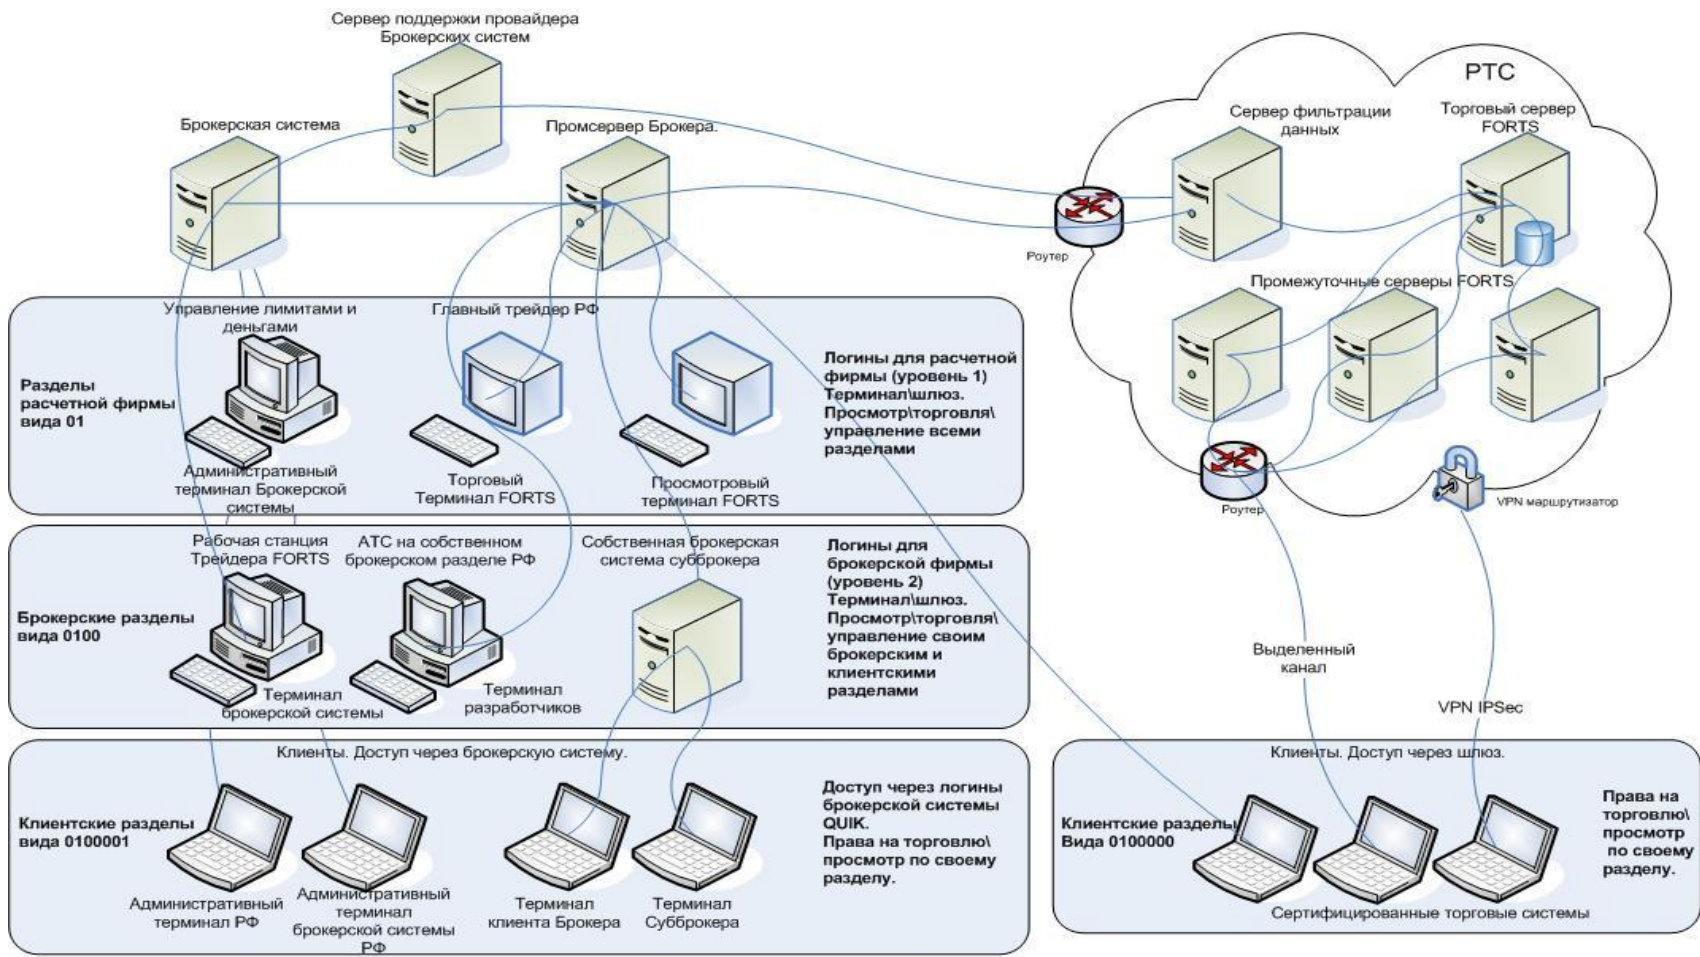 Сервер поддержки провайдера
Брокерских систем
Брокерская система
Промсервер Брокера.
РТС
Сервер фильтрации
данных
Торговый сервер
FORTS
Роутер
Промежуточные серверы FORTS
Роутер
VPN маршрутизатор
Управление лимитами и
деньгами
Главный трейдер РФ
Разделы
расчетной фирмы
вида 01
Логины для расчетной
фирмы (уровень 1)
Терминал\шлюз.
Просмотр\торговля\
управление всеми
разделами
Административный
терминал Брокерской
системы
Торговый
Терминал FORTS
Просмотровый
терминал FORTS
Рабочая станция
Трейдера FORTS
АТС на собственном
брокерском разделе РФ
Собственная брокерская
система субброкера
Брокерские разделы
вида 0100
Логины для
брокерской фирмы
(уровень 2)
Терминал\шлюз.
Просмотр\торговля\
управление своим
брокерским и
клиентскими
разделами
Терминал
брокерской системы
Терминал
разработчиков
Выделенный
канал
VPN IPSec
Клиенты. Доступ через брокерскую систему.
Клиентские разделы
вида 0100001
Доступ через логины
брокерской системы
QUIK.
Права на торговлю\
просмотр по своему
разделу.
Административный
терминал РФ
Административный
терминал
брокерской системы
РФ
Терминал
клиента Брокера
Терминал
Субброкера
Клиенты. Доступ через шлюз.
Клиентские разделы
Вида 0100000
Права на
торговлю\
просмотр
по своему
разделу.
Сертифицированные торговые системы